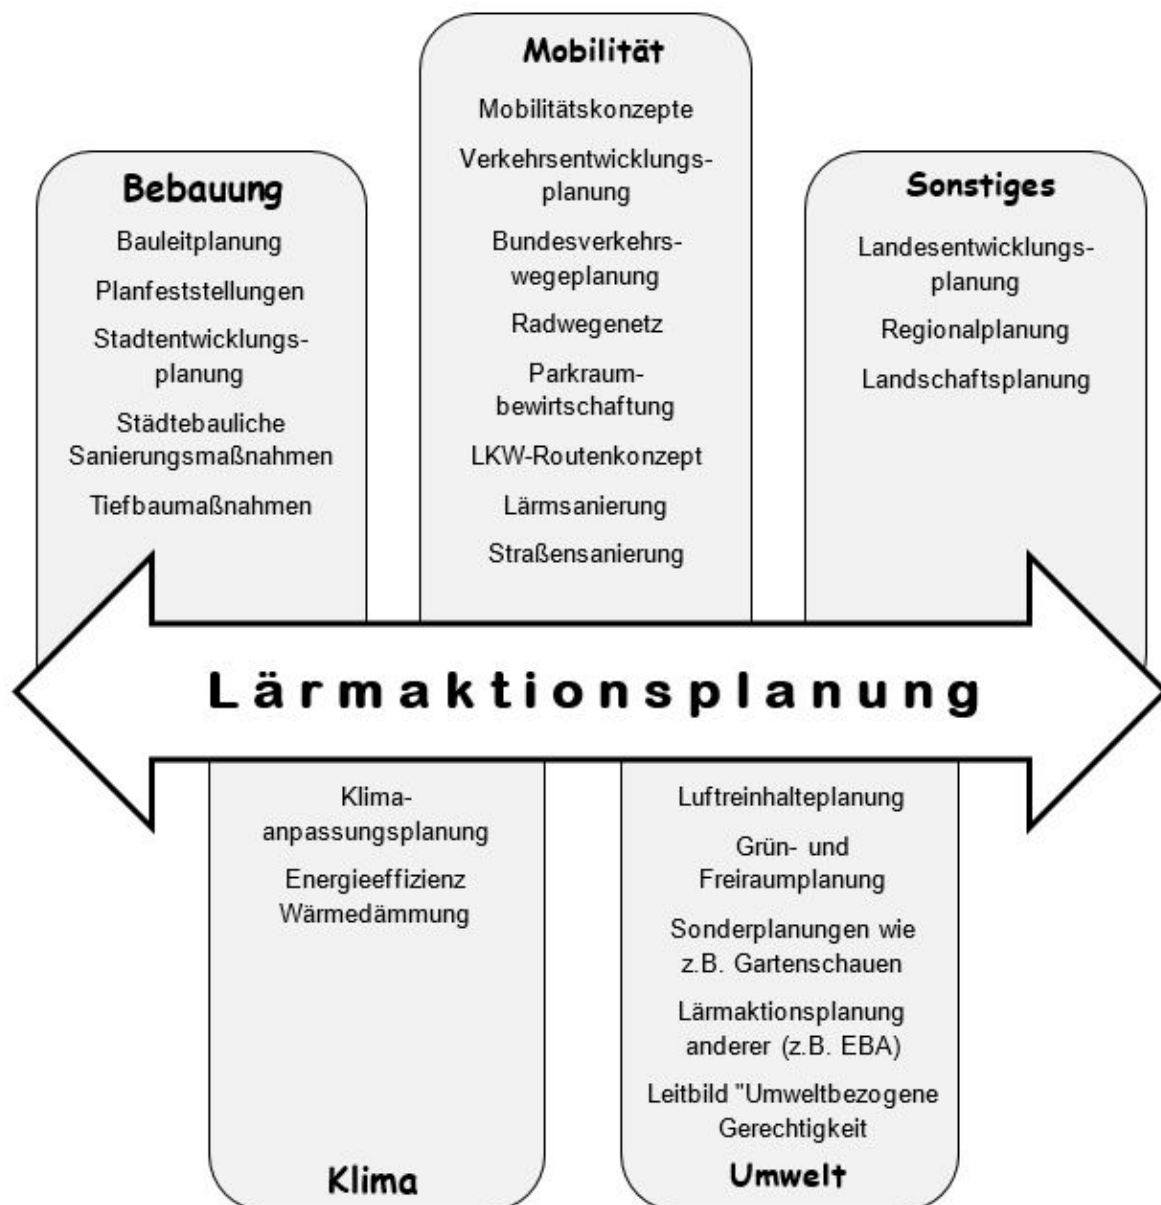 Mobilität
Mobilitätskonzepte
Verkehrsentwicklungs-
planung
Bundesverkehrs-
wegeplanung
Radwegenetz
Parkraum-
bewirtschaftung
LKW-Routenkonzept
Lärmsanierung
Straßensanierung
Bebauung
Bauleitplanung
Planfeststellungen
Stadtentwicklungs-
planung
Städtebauliche
Sanierungsmaßnahmen
Tiefbaumaßnahmen
Sonstiges
Landesentwicklungs-
planung
Regionalplanung
Landschaftsplanung
Lärmaktionsplanung
Klima-
anpassungsplanung
Energieeffizienz
Wärmedämmung
Klima
Luftreinhalteplanung
Grün- und
Freiraumplanung
Sonderplanungen wie
z.B. Gartenschauen
Lärmaktionsplanung
anderer (z.B. EBA)
Leitbild "Umweltbezogene
Gerechtigkeit
Umwelt